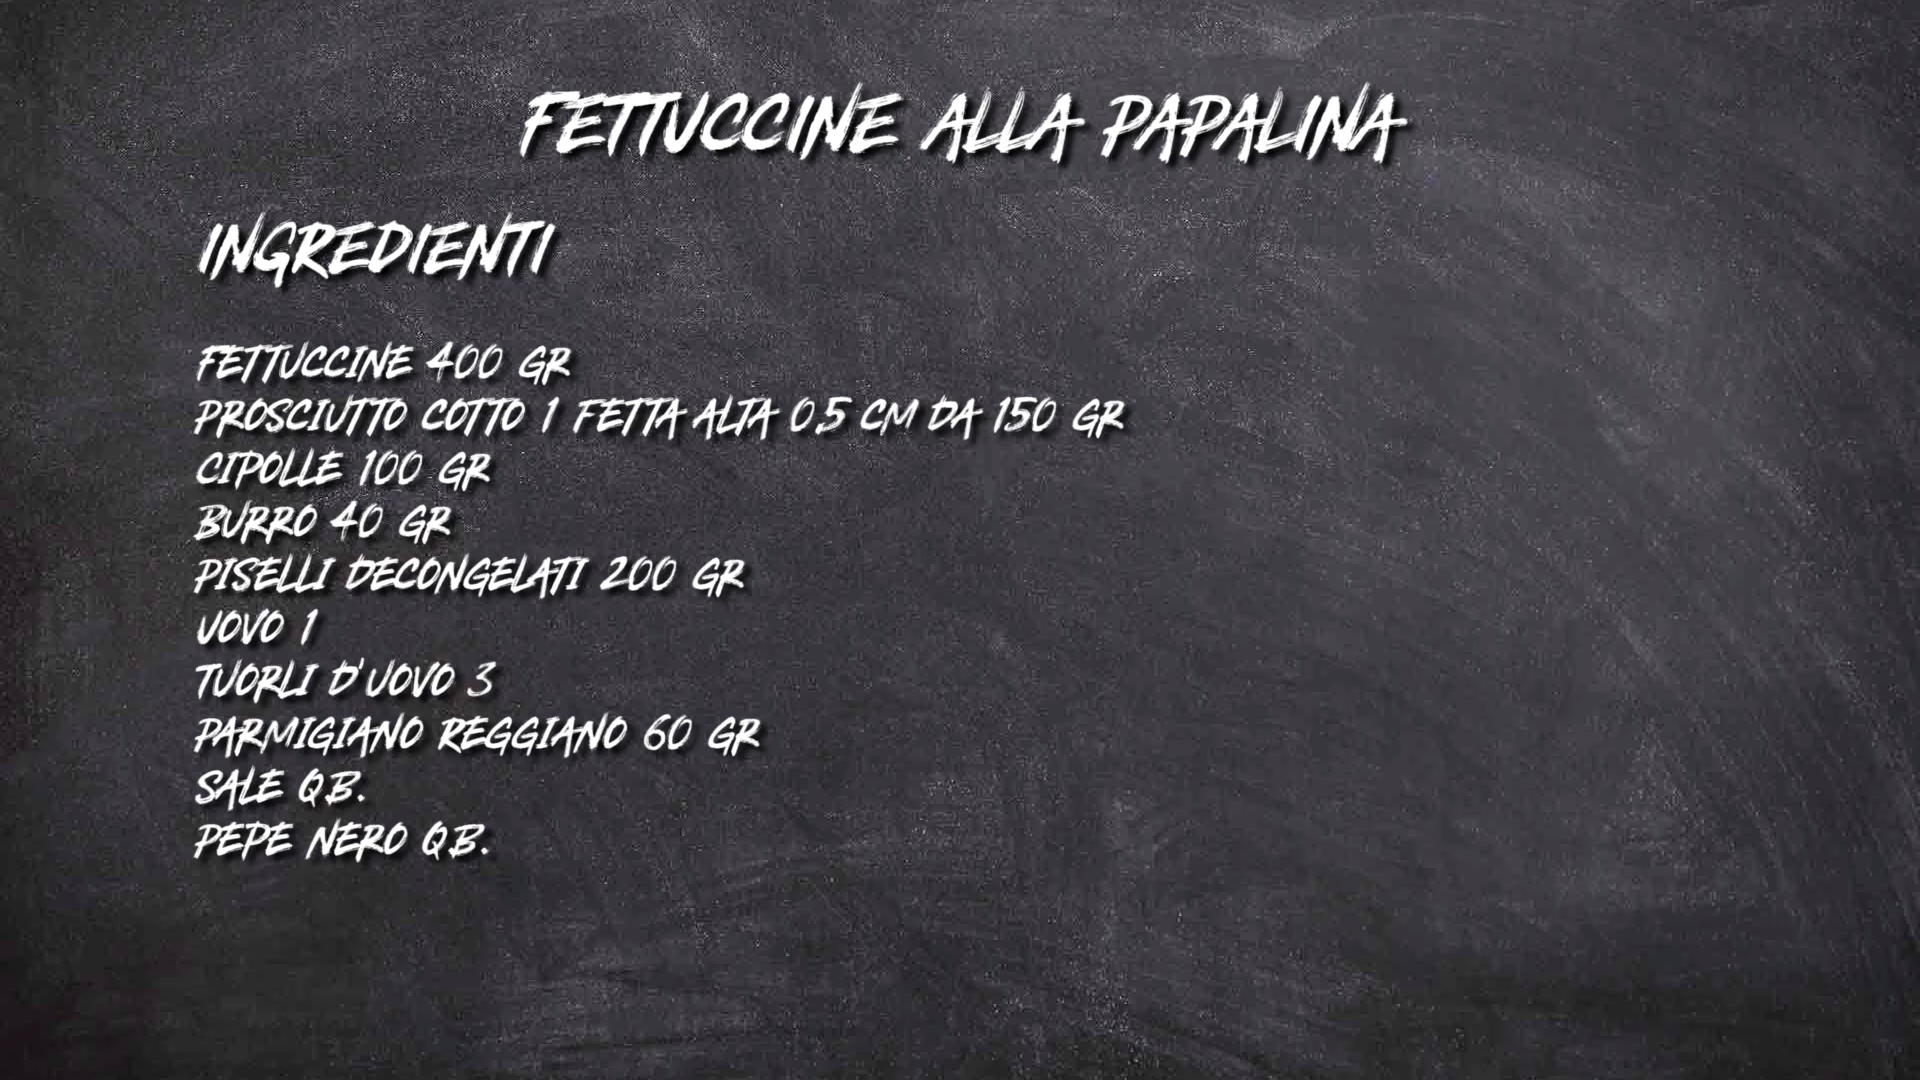 FETTUCCINE ALLA PAPALINA
INGREDIENTI
FETTUCCINE 400 GR
PROSCIUTTO COTTO 1 FETTA ALTA 0,5 CM DA 150 GR
CIPOLLE 100 GR
BURRO 40 GR
PISELLI DECONGELATI 200 GR
UOVO 1
TUORLI D'UOVO 3
PARMIGIANO REGGIANO 60 GR
SALE Q.B.
PEPE NERO Q.B.